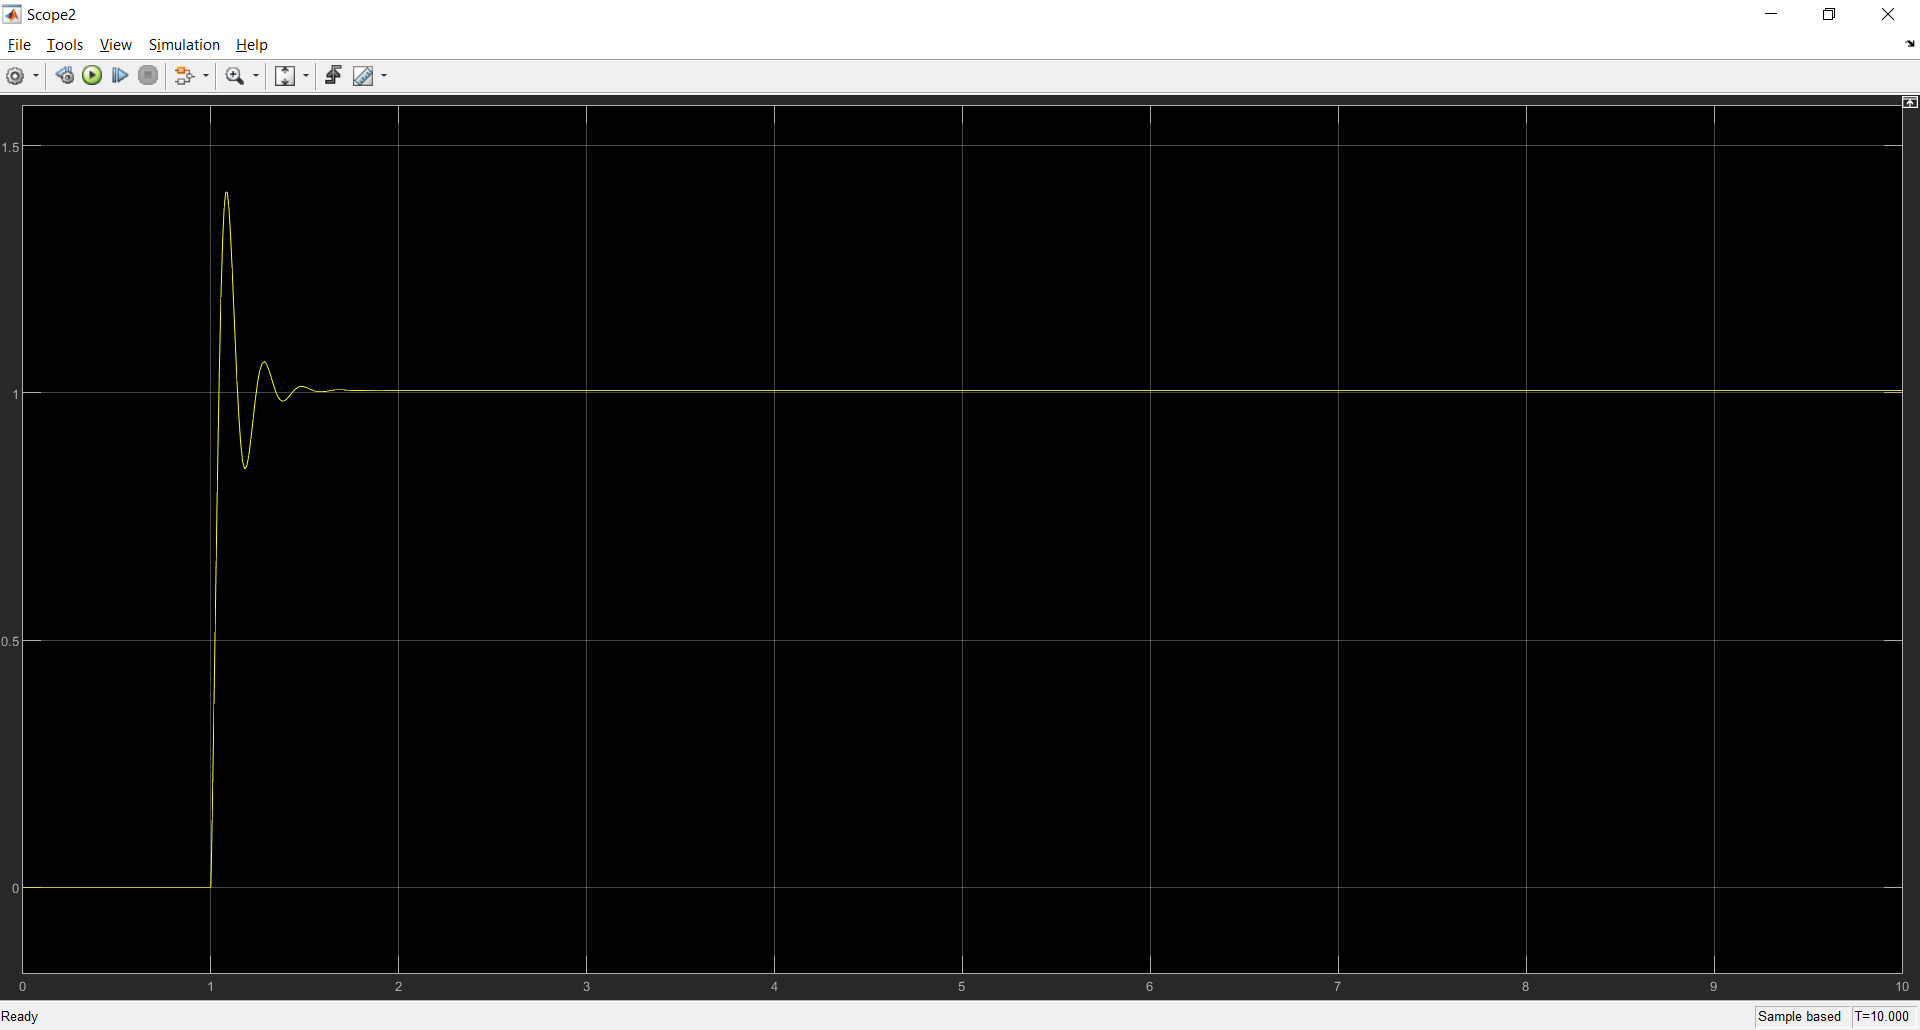 Scope2
File Tools View Simulation Help
1.5
1
0.5
0
0 1 2 3 4 5 6 7 8 9 10
Ready Sample based T=10.000